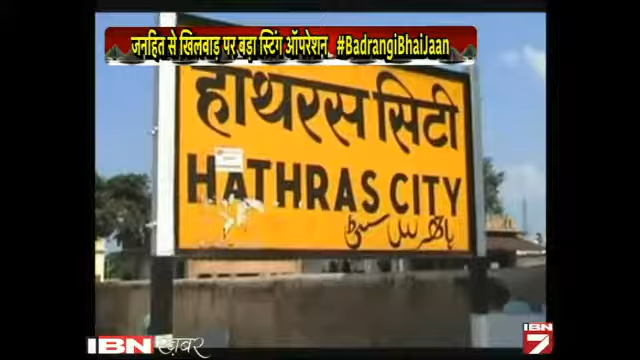 जनहित से खिलवाड़ पर बड़ा स्टिंग ऑपरेशन, #BadrangiBhaiJaan
हाथरस सिटी
HATHRAS CITY
ہاتھرس سٹی
IBN खबर
IBN 7